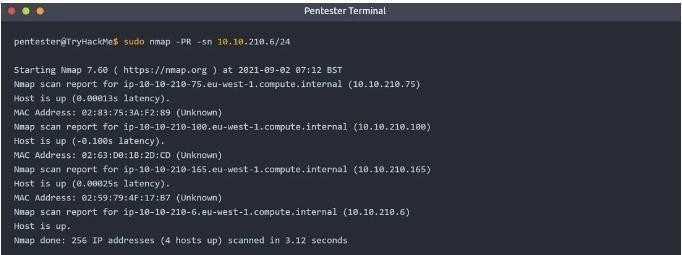 Pentester Terminal
pentester@TryHackMe$ sudo nmap -PR -sn 10.10.210.6/24
Starting Nmap 7.60 ( https://nmap.org ) at 2021-09-02 07:12 BST
Nmap scan report for ip-10-10-210-75.eu-west-1.compute.internal (10.10.210.75)
Host is up (0.00013s latency).
MAC Address: 02:83:75:3A:F2:89 (Unknown)
Nmap scan report for ip-10-10-210-100.eu-west-1.compute.internal (10.10.210.100)
Host is up (-0.100s latency).
MAC Address: 02:63:D0:1B:2D:CD (Unknown)
Nmap scan report for ip-10-10-210-165.eu-west-1.compute.internal (10.10.210.165)
Host is up (0.00025s latency).
MAC Address: 02:59:79:4F:17:B7 (Unknown)
Nmap scan report for ip-10-10-210-6.eu-west-1.compute.internal (10.10.210.6)
Host is up.
Nmap done: 256 IP addresses (4 hosts up) scanned in 3.12 seconds